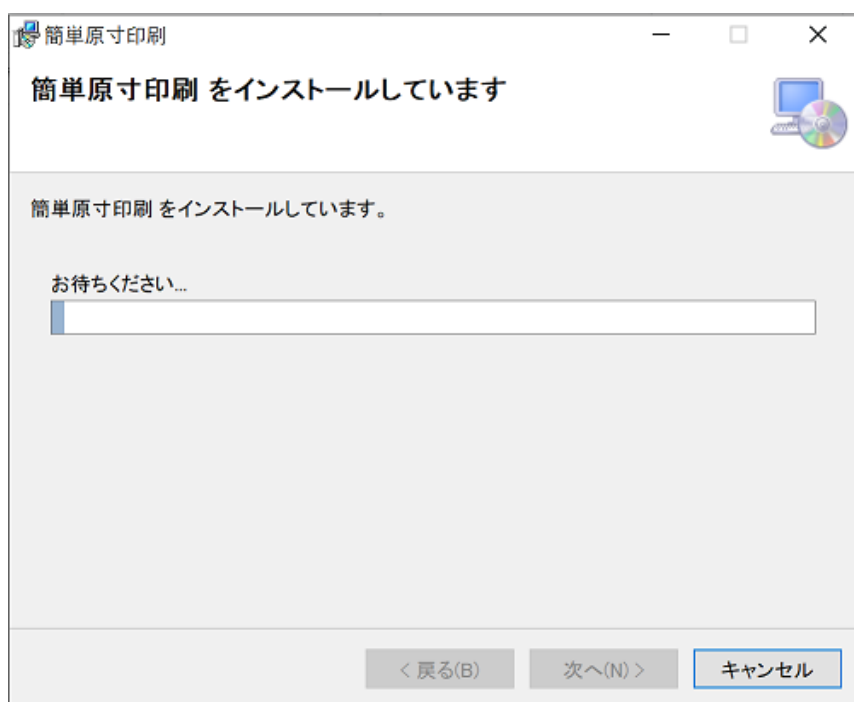 簡単原寸印刷
簡単原寸印刷 をインストールしています
簡単原寸印刷 をインストールしています。
お待ちください...
< 戻る(B)
次へ(N) >
キャンセル